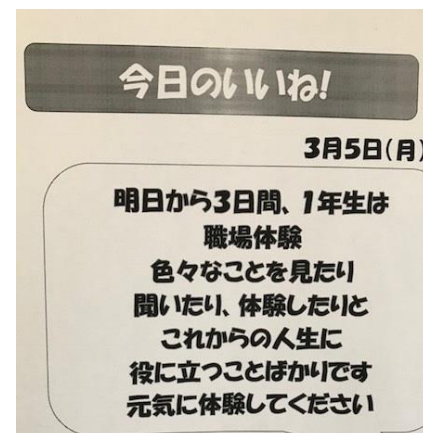 今日のいいね!
3月5日(月)
明日から3日間、1年生は
職場体験
色々なことを見たり
聞いたり、体験したりと
これからの人生に
役に立つことばかりです
元気に体験してください